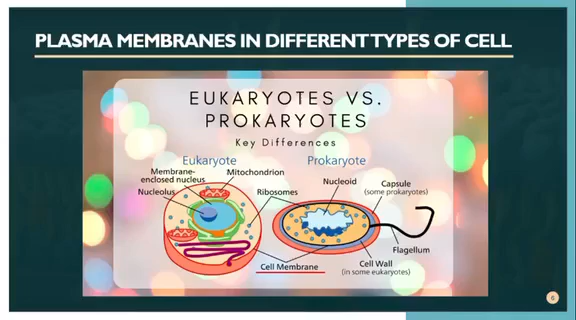 PLASMA MEMBRANES IN DIFFERENT TYPES OF CELL
EUKARYOTES VS.
PROKARYOTES
Key Differences
Eukaryote
Prokaryote
Membrane-
enclosed nucleus
Mitochondrion
Nucleolus
Ribosomes
Nucleoid
Capsule
(some prokaryotes)
Flagellum
Cell Membrane
Cell Wall
(in some eukaryotes)
6